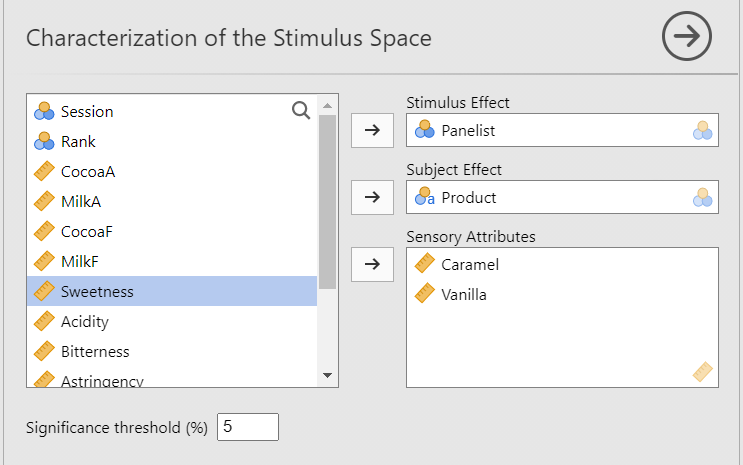 Characterization of the Stimulus Space
Session
Rank
CocoaA
MilkA
CocoaF
MilkF
Sweetness
Acidity
Bitterness
Astringency
Stimulus Effect
Panelist
Subject Effect
a Product
Sensory Attributes
Caramel
Vanilla
Significance threshold (%) 5